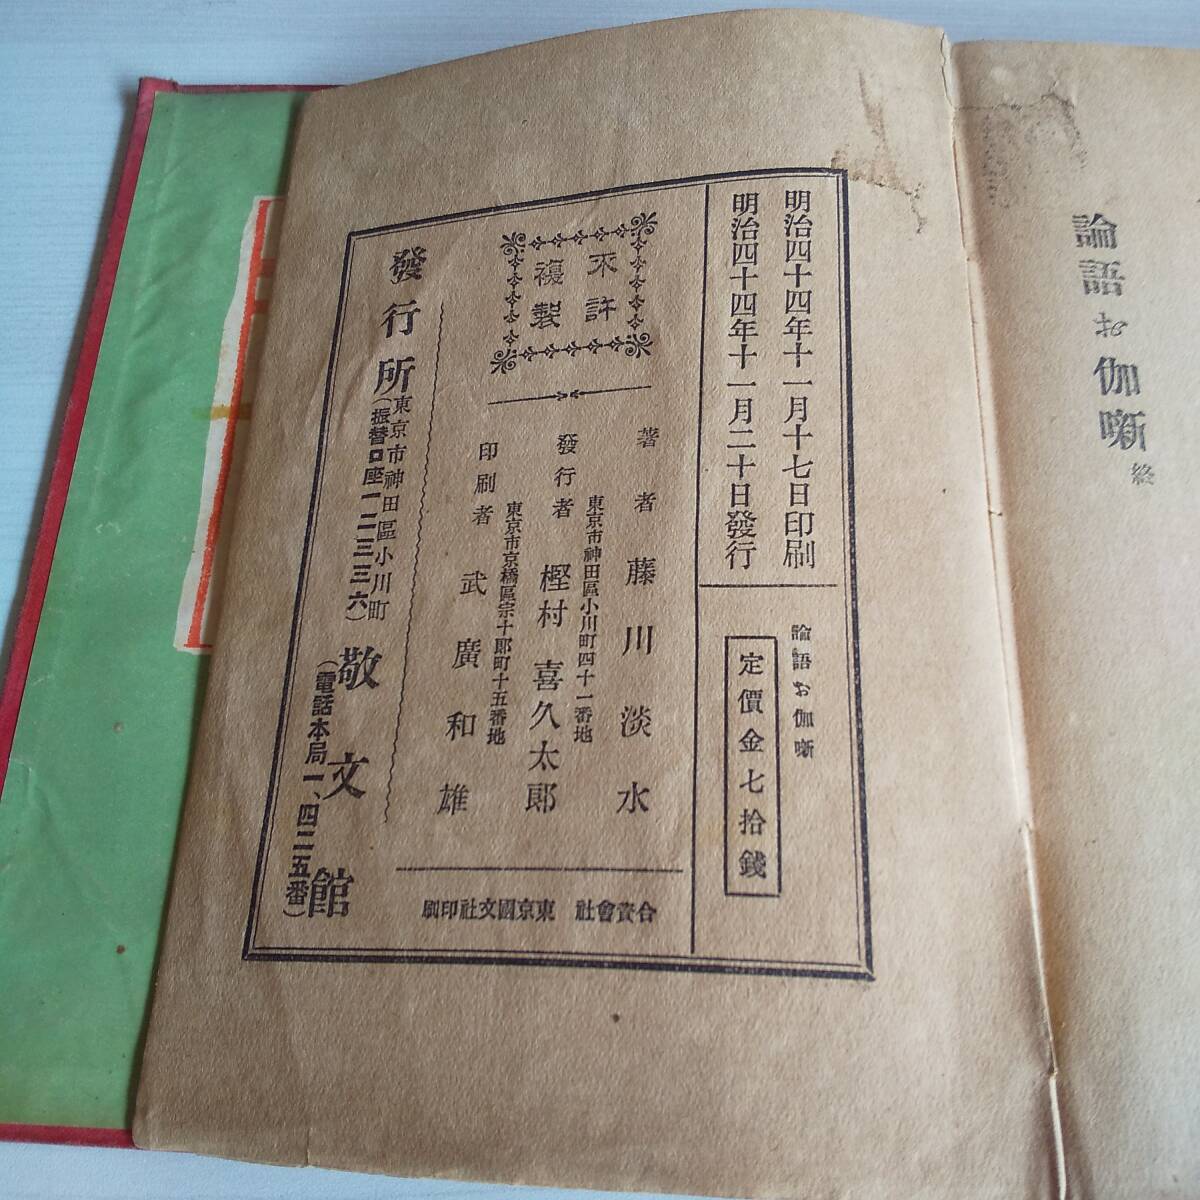 論語お伽噺 終
明治四十四年十一月十七日印刷
明治四十四年十一月二十日發行
論語お伽噺
定價金七拾錢
不許
複製
著者 藤川淡水
東京市神田區小川町四十一番地
發行者 樫村喜久太郎
東京市京橋區宗十郎町十五番地
印刷者 武廣和雄
合資會社 東京國文社印刷
發行所
東京市神田區小川町
(振替口座一二三三六)
敬文館
(電話本局一、四二五番)